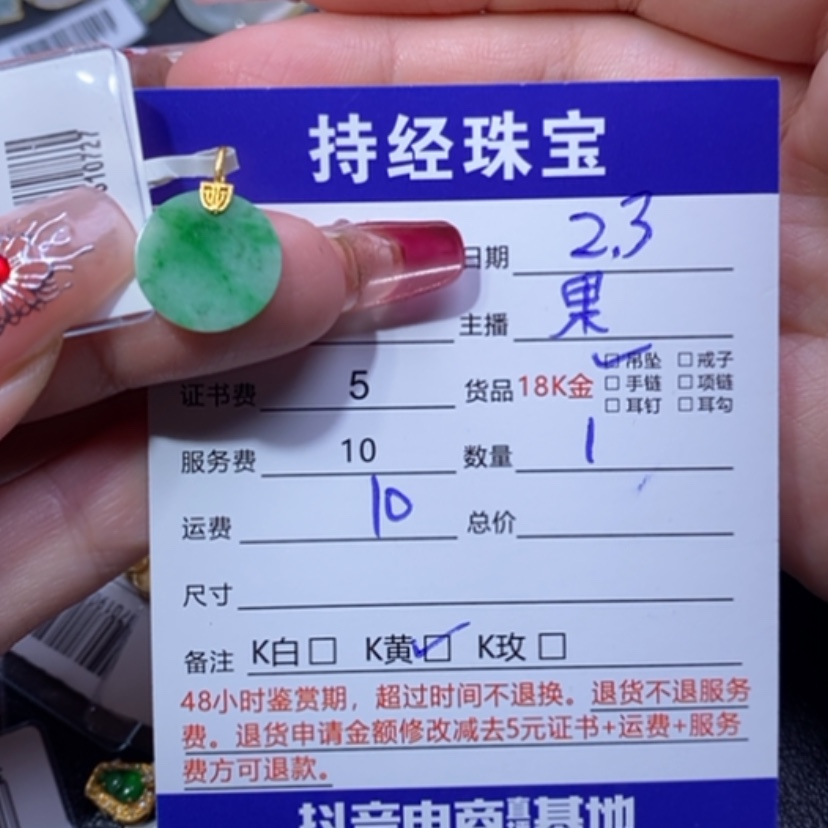 持经珠宝
日期 2.3
主播 果
证书费 5 货品 18K金 ☑吊坠 □戒子
□手链 □项链
□耳钉 □耳勾
服务费 10 数量 1
运费 10 总价
尺寸
备注 K白□ K黄☑ K玫□
48小时鉴赏期，超过时间不退换。退货不退服务
费。退货申请金额修改减去5元证书+运费+服务
费方可退款。
抖音电商直播基地